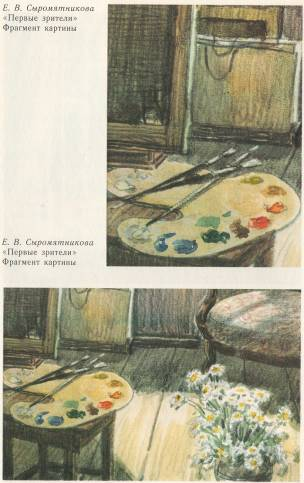 Е. В. Сыромятникова
«Первые зрители»
Фрагмент картины
Е. В. Сыромятникова
«Первые зрители»
Фрагмент картины